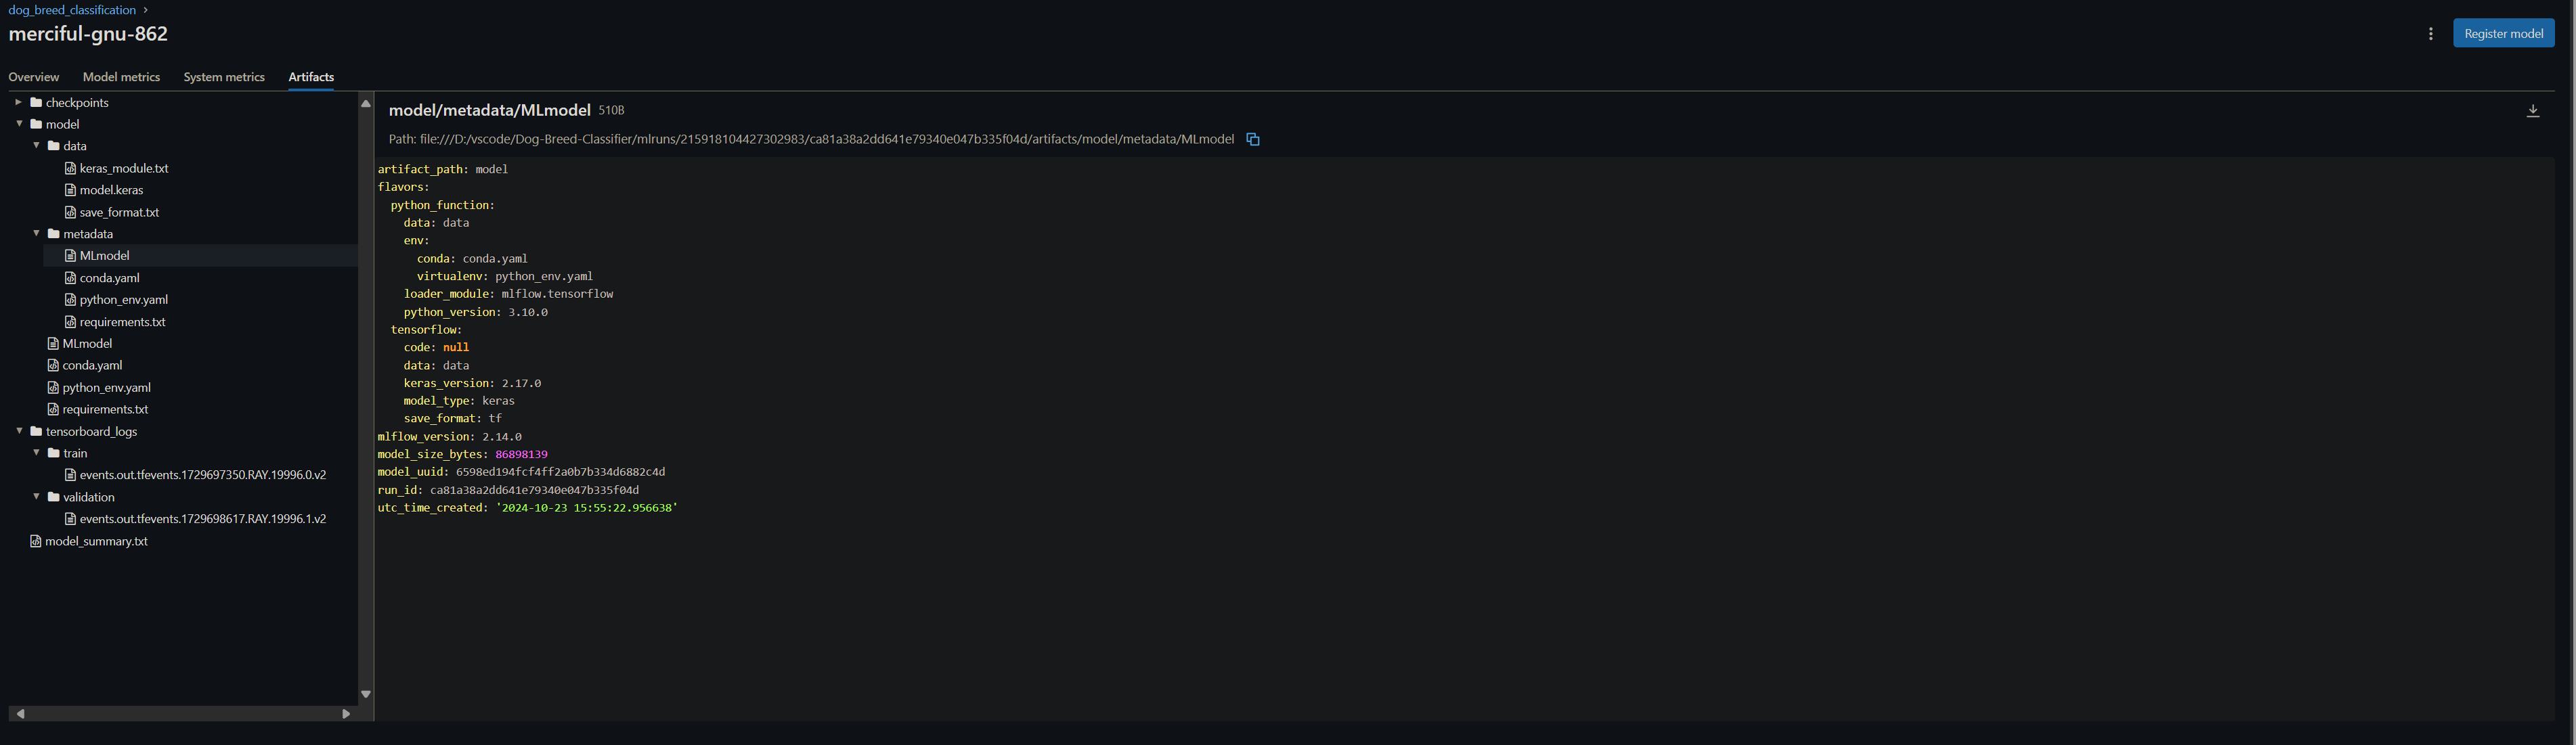 dog_breed_classification ›
merciful-gnu-862
Register model
Overview Model metrics System metrics Artifacts
checkpoints
model
data
keras_module.txt
model.keras
save_format.txt
metadata
MLmodel
conda.yaml
python_env.yaml
requirements.txt
MLmodel
conda.yaml
python_env.yaml
requirements.txt
tensorboard_logs
train
events.out.tfevents.1729697350.RAY.19996.0.v2
validation
events.out.tfevents.1729698617.RAY.19996.1.v2
model_summary.txt
model/metadata/MLmodel 510B
Path: file:///D:/vscode/Dog-Breed-Classifier/mlruns/215918104427302983/ca81a38a2dd641e79340e047b335f04d/artifacts/model/metadata/MLmodel
artifact_path: model
flavors:
  python_function:
    data: data
    env:
      conda: conda.yaml
      virtualenv: python_env.yaml
    loader_module: mlflow.tensorflow
    python_version: 3.10.0
  tensorflow:
    code: null
    data: data
    keras_version: 2.17.0
    model_type: keras
    save_format: tf
mlflow_version: 2.14.0
model_size_bytes: 86898139
model_uuid: 6598ed194fcf4ff2a0b7b334d6882c4d
run_id: ca81a38a2dd641e79340e047b335f04d
utc_time_created: '2024-10-23 15:55:22.956638'